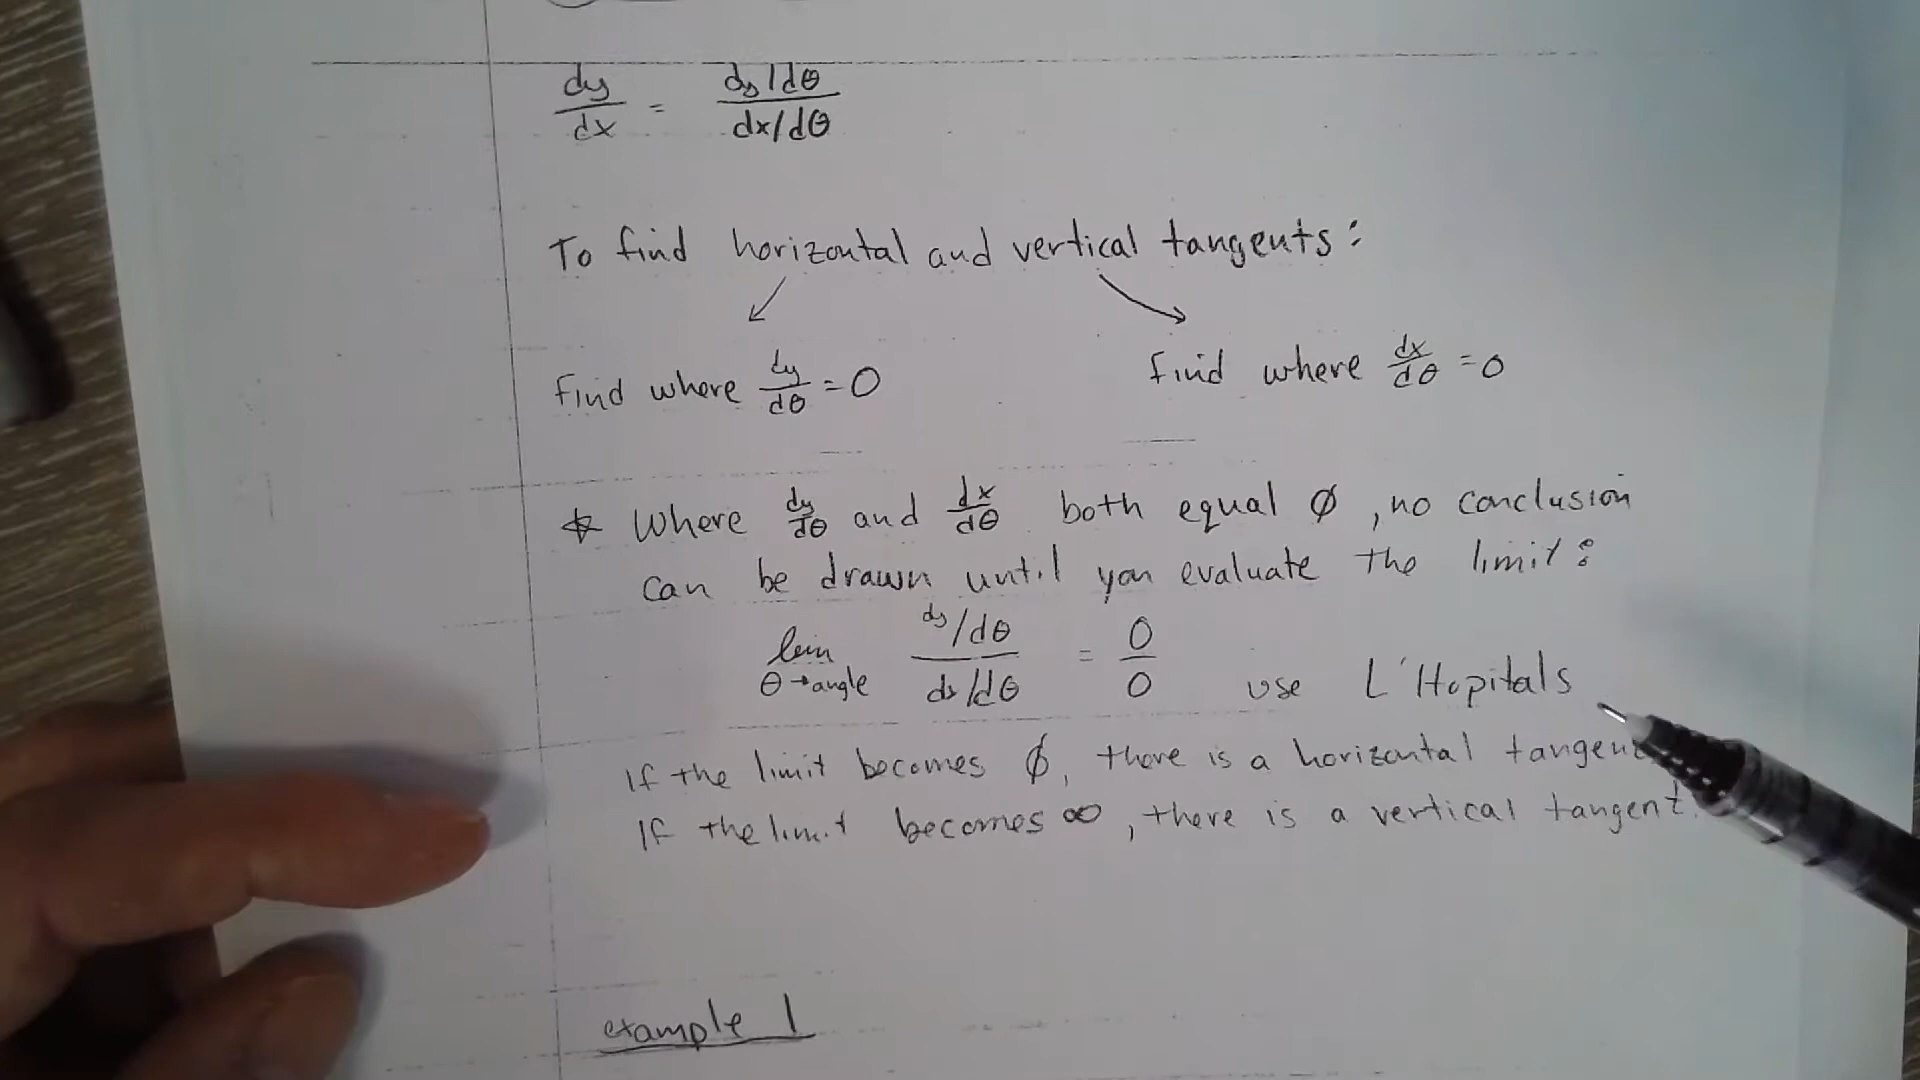 dy/dx = dy/dθ / dx/dθ
To find horizontal and vertical tangents:
find where dy/dθ = 0 find where dx/dθ = 0
* Where dy/dθ and dx/dθ both equal 0, no conclusion
can be drawn until you evaluate the limit:
lim θ→angle dy/dθ / dx/dθ = 0/0 use L'Hopitals
If the limit becomes 0, there is a horizontal tangent
If the limit becomes ∞, there is a vertical tangent.
example 1